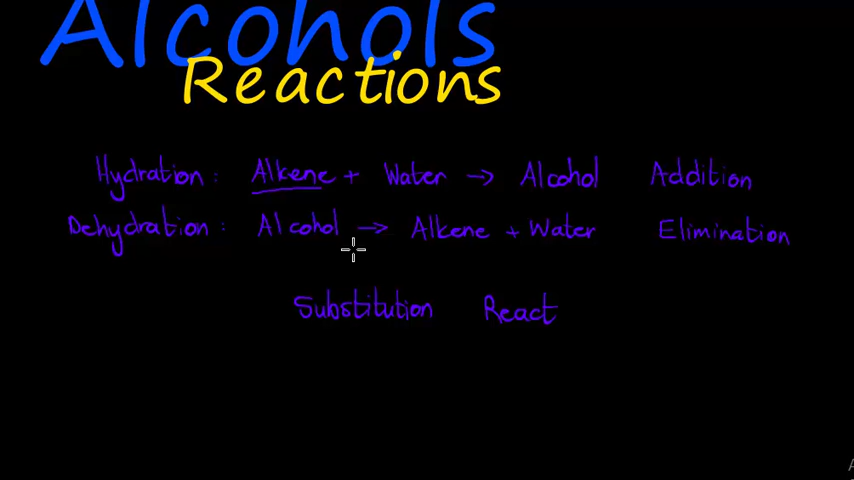 Alcohols
Reactions
Hydration : Alkene + Water → Alcohol Addition
Dehydration : Alcohol → Alkene + Water Elimination
Substitution React